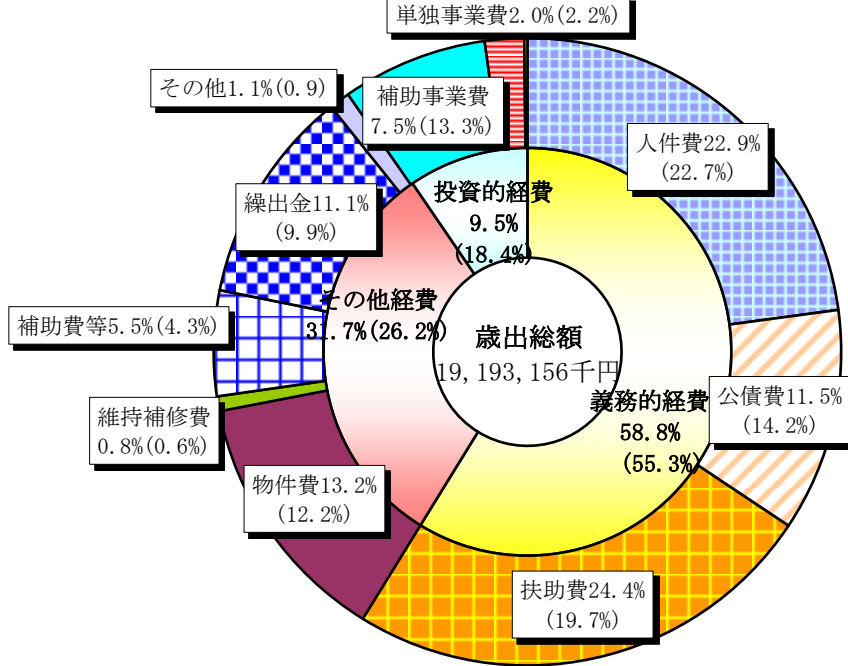 単独事業費2.0%(2.2%)
その他1.1%(0.9)
補助事業費
7.5%(13.3%)
人件費22.9%
(22.7%)
投資的経費
9.5%
(18.4%)
繰出金11.1%
(9.9%)
その他経費
31.7%(26.2%)
補助費等5.5%(4.3%)
歳出総額
19,193,156千円
義務的経費
58.8%
(55.3%)
公債費11.5%
(14.2%)
維持補修費
0.8%(0.6%)
物件費13.2%
(12.2%)
扶助費24.4%
(19.7%)